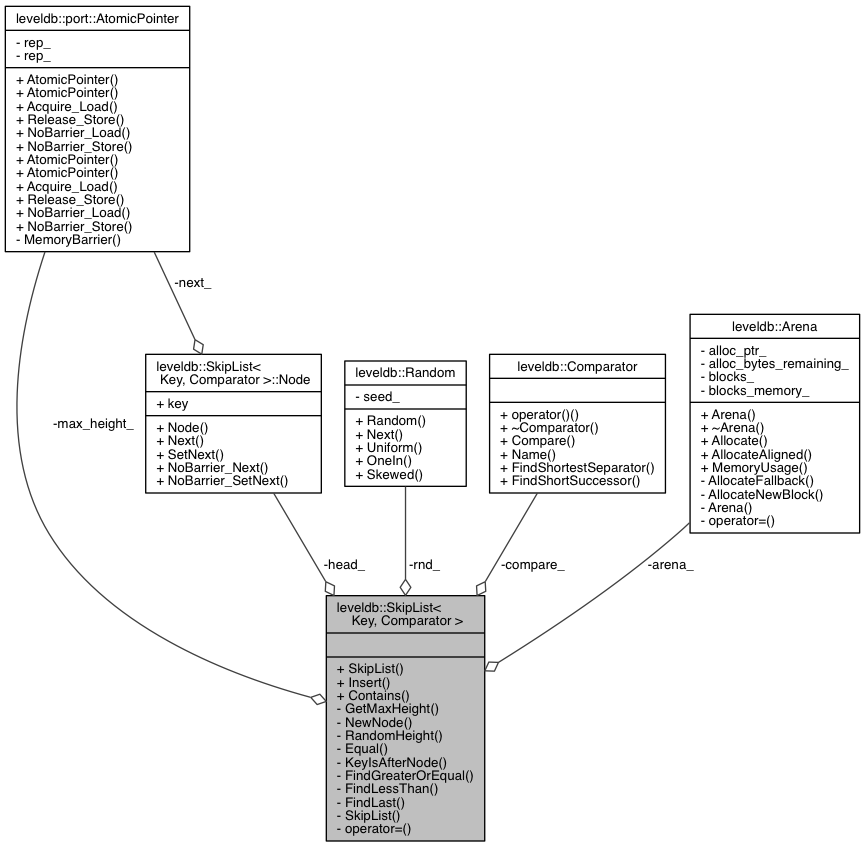 leveldb::port::AtomicPointer
- rep_
- rep_
+ AtomicPointer()
+ AtomicPointer()
+ Acquire_Load()
+ Release_Store()
+ NoBarrier_Load()
+ NoBarrier_Store()
+ AtomicPointer()
+ AtomicPointer()
+ Acquire_Load()
+ Release_Store()
+ NoBarrier_Load()
+ NoBarrier_Store()
- MemoryBarrier()
-next_
-max_height_
leveldb::SkipList<
Key, Comparator >::Node
+ key
+ Node()
+ Next()
+ SetNext()
+ NoBarrier_Next()
+ NoBarrier_SetNext()
leveldb::Random
- seed_
+ Random()
+ Next()
+ Uniform()
+ OneIn()
+ Skewed()
leveldb::Comparator
+ operator()()
+ ~Comparator()
+ Compare()
+ Name()
+ FindShortestSeparator()
+ FindShortSuccessor()
leveldb::Arena
- alloc_ptr_
- alloc_bytes_remaining_
- blocks_
- blocks_memory_
+ Arena()
+ ~Arena()
+ Allocate()
+ AllocateAligned()
+ MemoryUsage()
- AllocateFallback()
- AllocateNewBlock()
- Arena()
- operator=()
-head_
-rnd_
-compare_
-arena_
leveldb::SkipList<
Key, Comparator >
+ SkipList()
+ Insert()
+ Contains()
- GetMaxHeight()
- NewNode()
- RandomHeight()
- Equal()
- KeyIsAfterNode()
- FindGreaterOrEqual()
- FindLessThan()
- FindLast()
- SkipList()
- operator=()